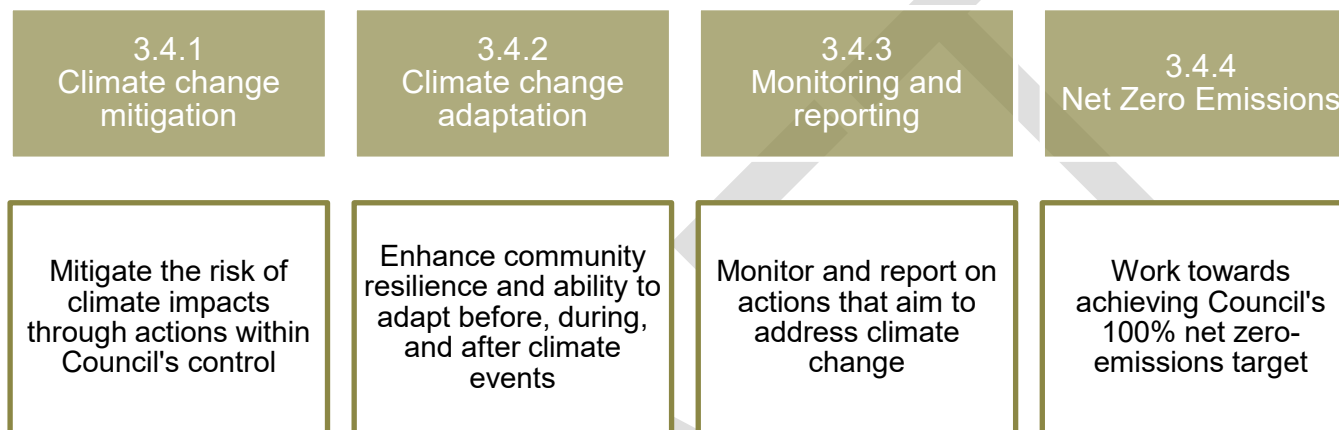 3.4.1
Climate change
mitigation
3.4.2
Climate change
adaptation
3.4.3
Monitoring and
reporting
3.4.4
Net Zero Emissions
Mitigate the risk of
climate impacts
through actions within
Council's control
Enhance community
resilience and ability to
adapt before, during,
and after climate
events
Monitor and report on
actions that aim to
address climate
change
Work towards
achieving Council's
100% net zero-
emissions target